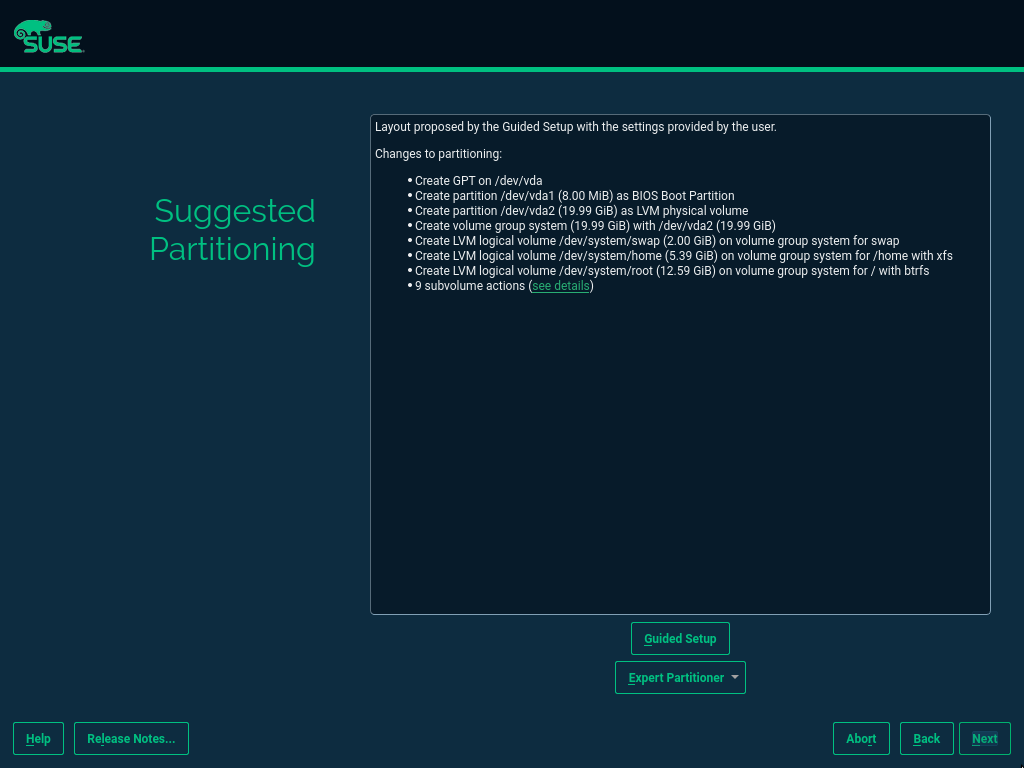 SUSE
Suggested
Partitioning
Layout proposed by the Guided Setup with the settings provided by the user.
Changes to partitioning:
• Create GPT on /dev/vda
• Create partition /dev/vda1 (8.00 MiB) as BIOS Boot Partition
• Create partition /dev/vda2 (19.99 GiB) as LVM physical volume
• Create volume group system (19.99 GiB) with /dev/vda2 (19.99 GiB)
• Create LVM logical volume /dev/system/swap (2.00 GiB) on volume group system for swap
• Create LVM logical volume /dev/system/home (5.39 GiB) on volume group system for /home with xfs
• Create LVM logical volume /dev/system/root (12.59 GiB) on volume group system for / with btrfs
• 9 subvolume actions (see details)
Guided Setup
Expert Partitioner
Help Release Notes... Abort Back Next